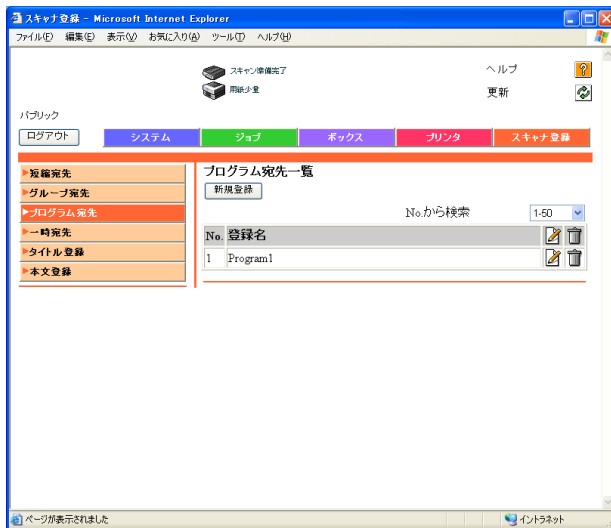 スキャナ登録 - Microsoft Internet Explorer
ファイル(F) 編集(E) 表示(V) お気に入り(A) ツール(T) ヘルプ(H)
スキャン準備完了 ヘルプ ?
用紙少量 更新
パブリック
ログアウト システム ジョブ ボックス プリンタ スキャナ登録
短縮宛先
グループ宛先
プログラム宛先
一時宛先
タイトル登録
本文登録
プログラム宛先一覧
新規登録
No.から検索 1-50
No. 登録名
1 Program1
ページが表示されました イントラネット